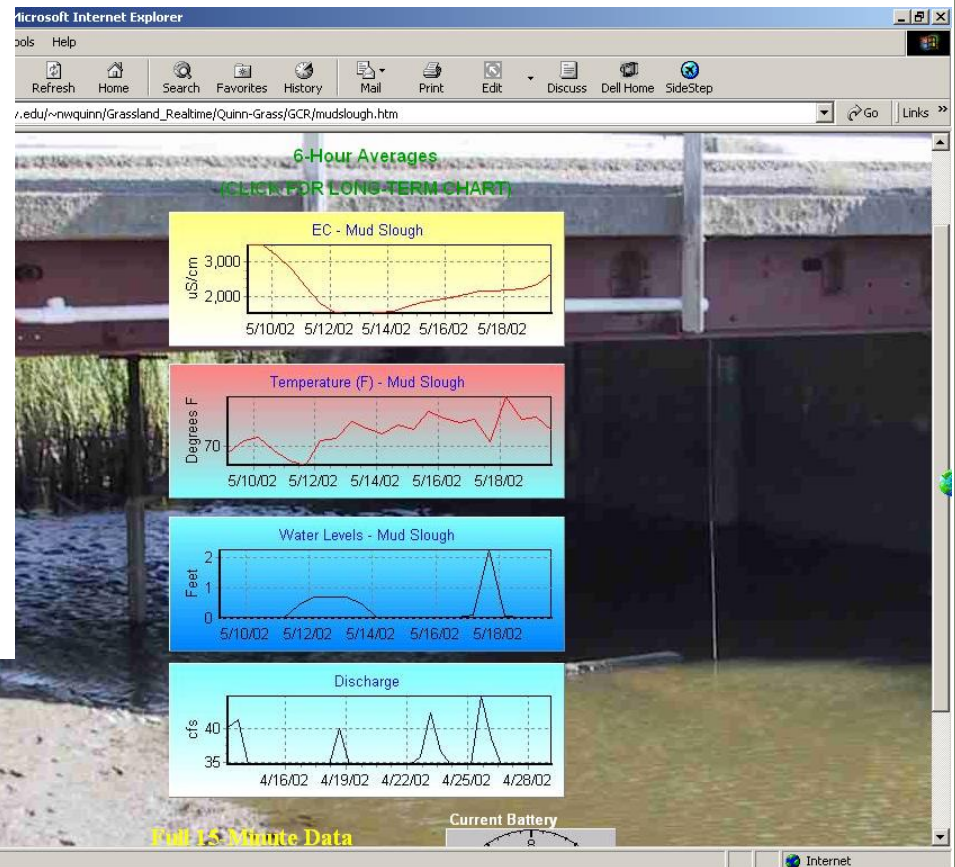 Microsoft Internet Explorer
ools Help
Refresh Home Search Favorites History Mail Print Edit Discuss Dell Home SideStep
.edu/~nwquinn/Grassland_Realtime/Quinn-Grass/GCR/mudslough.htm Go Links »
6-Hour Averages
(CLICK FOR LONG-TERM CHART)
EC - Mud Slough
uS/cm
3,000
2,000
5/10/02 5/12/02 5/14/02 5/16/02 5/18/02
Temperature (F) - Mud Slough
Degrees F
70
5/10/02 5/12/02 5/14/02 5/16/02 5/18/02
Water Levels - Mud Slough
Feet
2
1
0
5/10/02 5/12/02 5/14/02 5/16/02 5/18/02
Discharge
cfs
40
35
4/16/02 4/19/02 4/22/02 4/25/02 4/28/02
Full 15-Minute Data
Current Battery
8
Internet